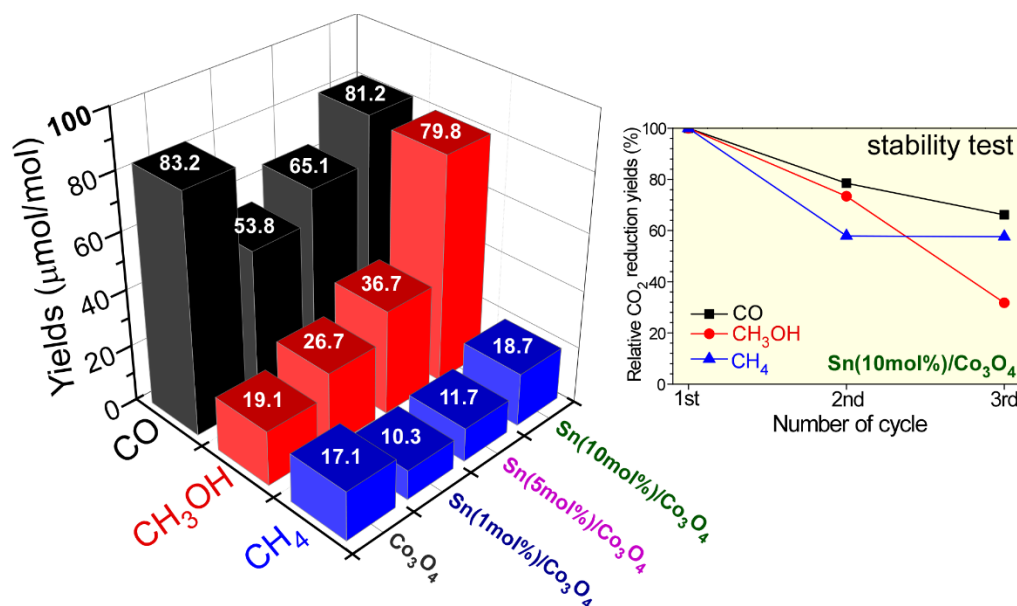 Yields (μmol/mol)
100
80
60
40
20
0
83.2
53.8
65.1
81.2
19.1
26.7
36.7
79.8
17.1
10.3
11.7
18.7
CO
CH₃OH
CH₄
Co₃O₄
Sn(1mol%)/Co₃O₄
Sn(5mol%)/Co₃O₄
Sn(10mol%)/Co₃O₄
stability test
Relative CO₂ reduction yields (%)
100
80
60
40
20
0
CO
CH₃OH
CH₄
Sn(10mol%)/Co₃O₄
1st
2nd
3rd
Number of cycle